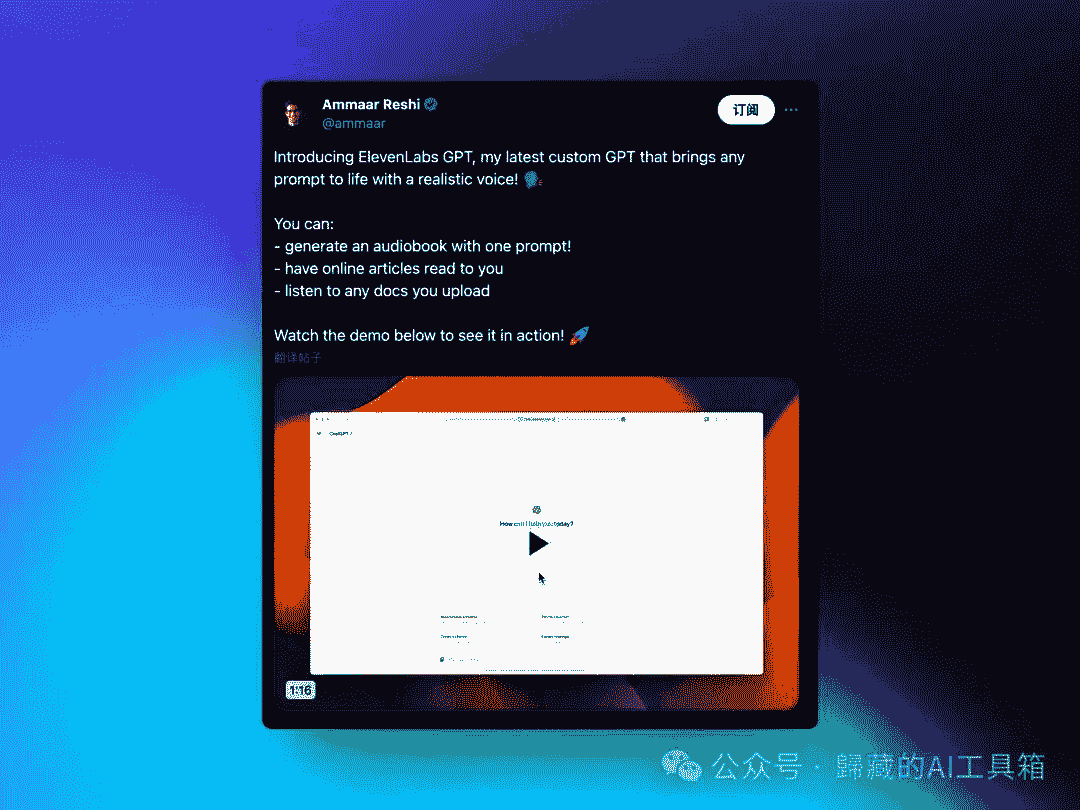 Ammaar Reshi
@ammaar
订阅
Introducing ElevenLabs GPT, my latest custom GPT that brings any
prompt to life with a realistic voice! 🗣️
You can:
- generate an audiobook with one prompt!
- have online articles read to you
- listen to any docs you upload
Watch the demo below to see it in action! 🚀
翻译帖子
How can I help you today?
1:16
公众号 · 歸藏的AI工具箱